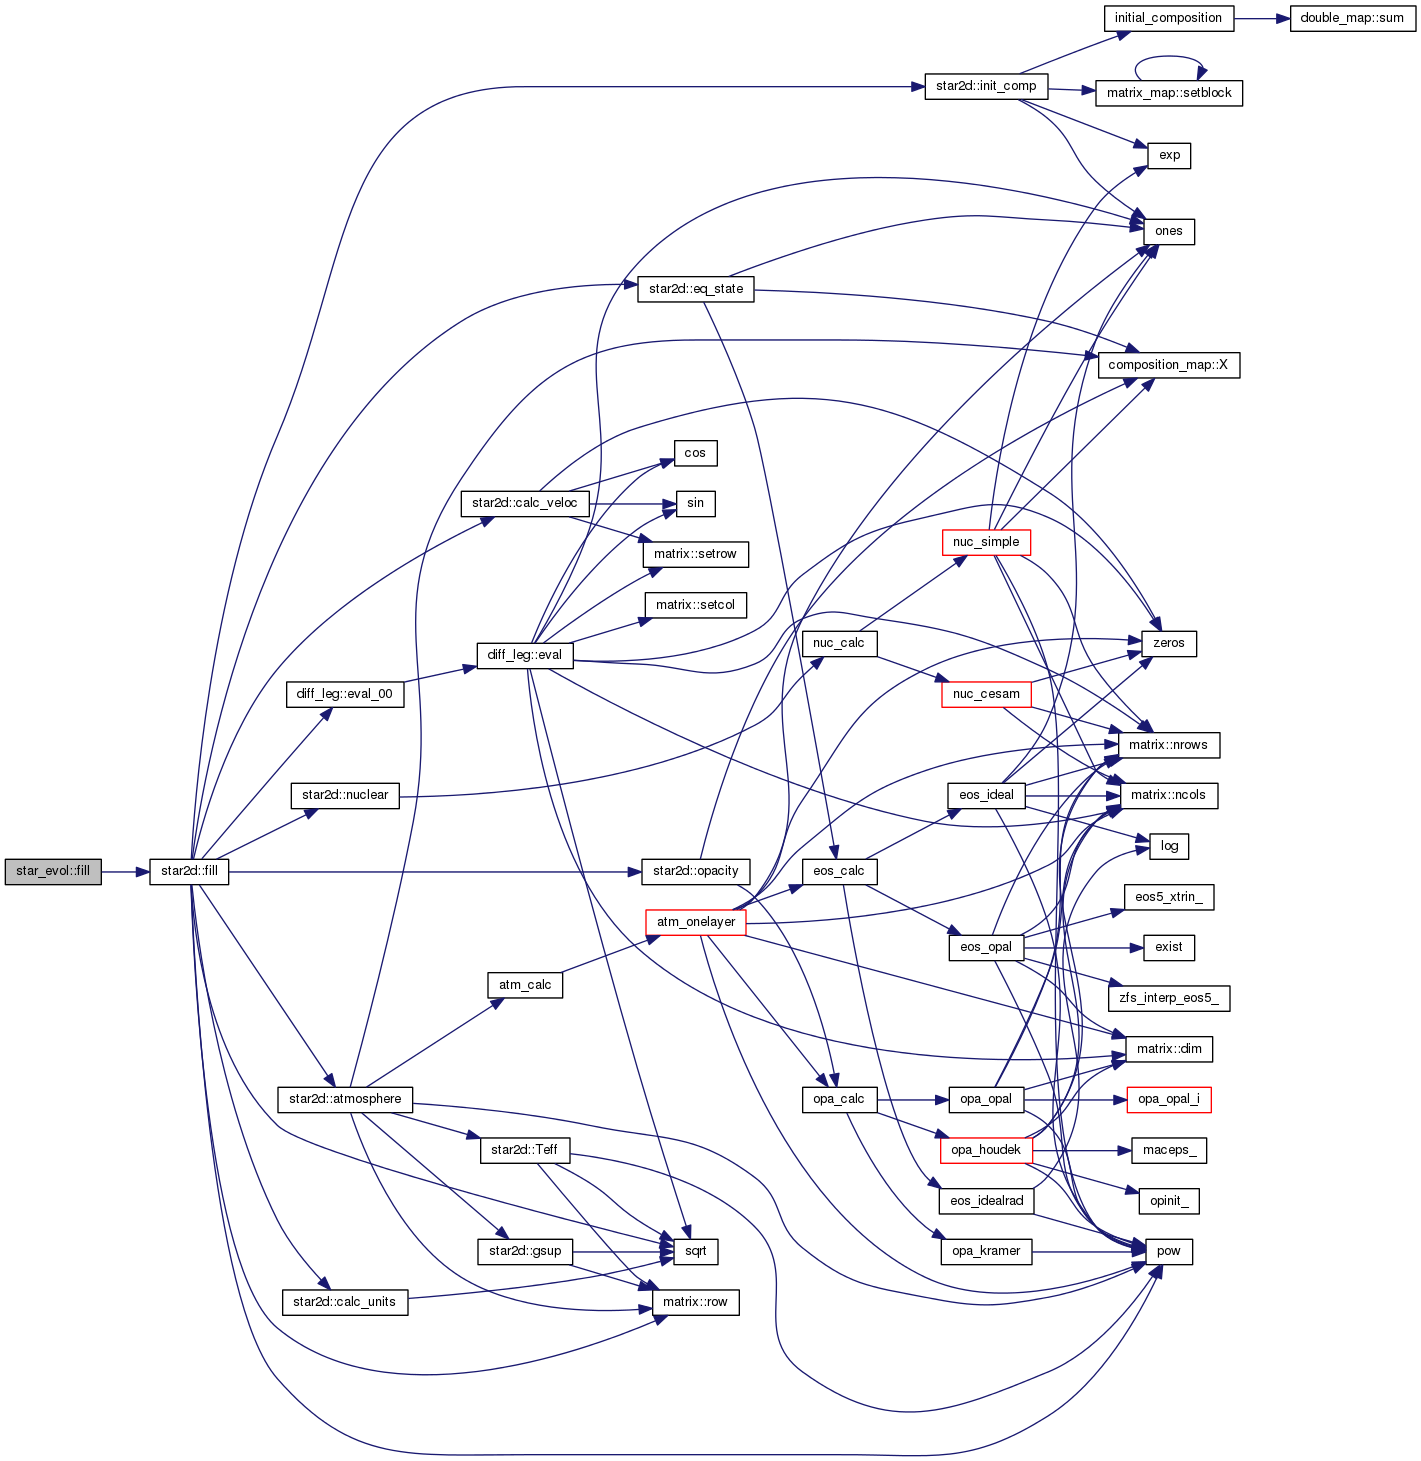 initial_composition
double_map::sum
star2d::init_comp
matrix_map::setblock
exp
ones
star2d::eq_state
composition_map::X
cos
star2d::calc_veloc
sin
nuc_simple
matrix::setrow
matrix::setcol
nuc_calc
zeros
diff_leg::eval
diff_leg::eval_00
nuc_cesam
matrix::nrows
star2d::nuclear
eos_ideal
matrix::ncols
log
star_evol::fill
star2d::fill
star2d::opacity
eos_calc
eos5_xtrin_
atm_onelayer
eos_opal
exist
atm_calc
zfs_interp_eos5_
matrix::dim
star2d::atmosphere
opa_calc
opa_opal
opa_opal_i
star2d::Teff
opa_houdek
maceps_
eos_idealrad
opinit_
star2d::gsup
sqrt
opa_kramer
pow
star2d::calc_units
matrix::row